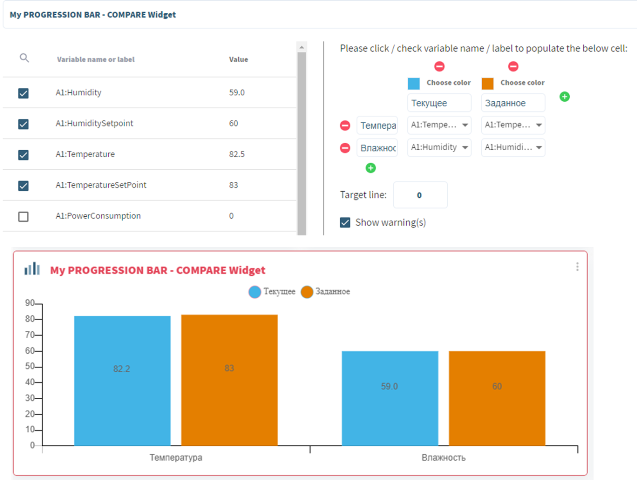 My PROGRESSION BAR - COMPARE Widget
Variable name or label Value
A1:Humidity 59.0
A1:HumiditySetpoint 60
A1:Temperature 82.5
A1:TemperatureSetPoint 83
A1:PowerConsumption 0
Please click / check variable name / label to populate the below cell:
Choose color Choose color
Текущее Заданное
Темпера A1:Tempe... A1:Tempe...
Влажнос A1:Humidity A1:Humidi...
Target line: 0
Show warning(s)
My PROGRESSION BAR - COMPARE Widget
Текущее Заданное
90
80
70
60
50
40
30
20
10
0
82.2 83 59.0 60
Температура Влажность